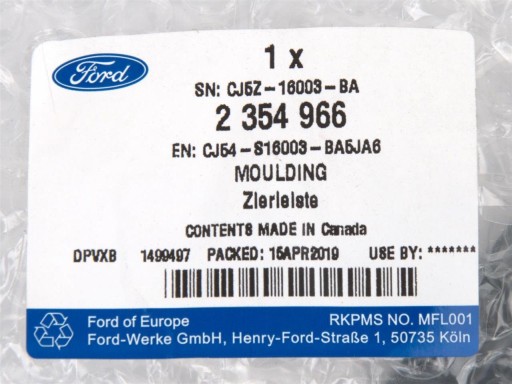 1 x
Ford
SN: CJ5Z-16003-BA
2 354 966
EN: CJ54-S16003-BA5JA6
MOULDING
Zierleiste
CONTENTS MADE IN Canada
DPVXB 1499497 PACKED: 15APR2019 USE BY: *******
Ford of Europe RKPMS NO. MFL001
Ford-Werke GmbH, Henry-Ford-Straße 1, 50735 Köln